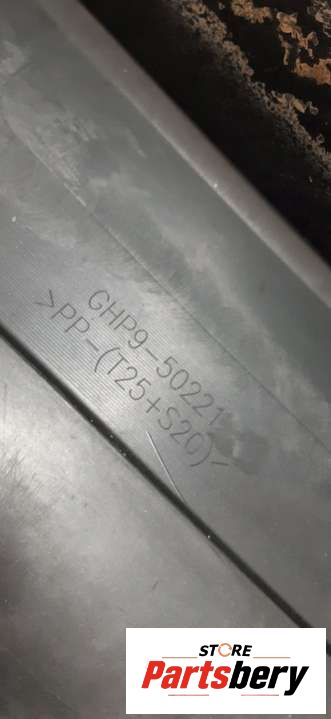 GHP9-50221
>PP-(T25+S20)<
STORE
Partsbery